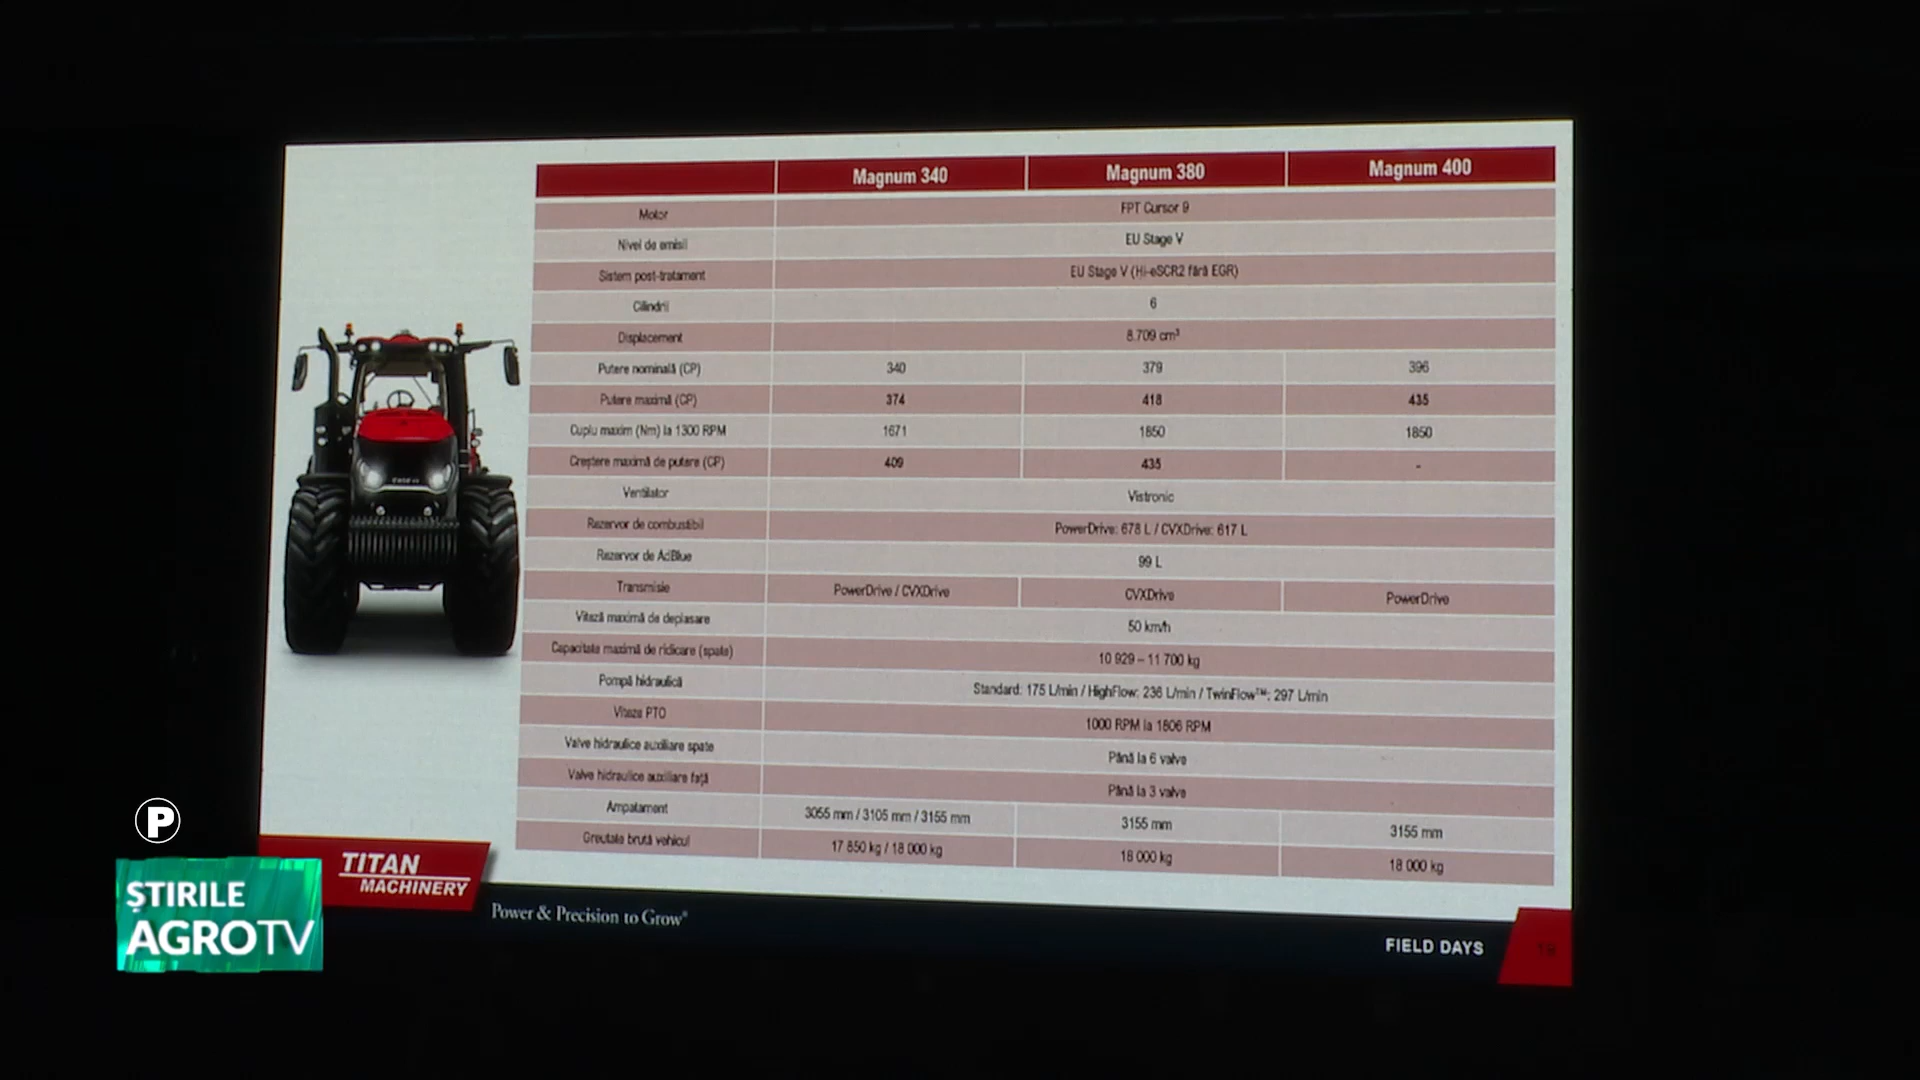 Magnum 340 Magnum 380 Magnum 400
Motor FPT Cursor 9
Nivel de emisii EU Stage V
Sistem post-tratament EU Stage V (Hi-eSCR2 fără EGR)
Cilindrii 6
Displacement 8.709 cm³
Putere nominală (CP) 340 379 396
Putere maximă (CP) 374 418 435
Cuplu maxim (Nm) la 1300 RPM 1671 1850 1850
Creștere maximă de putere (CP) 409 435 -
Ventilator Vistronic
Rezervor de combustibil PowerDrive: 678 L / CVXDrive: 617 L
Rezervor de AdBlue 99 L
Transmisie PowerDrive / CVXDrive CVXDrive PowerDrive
Viteză maximă de deplasare 50 km/h
Capacitate maximă de ridicare (spate) 10 929 – 11 700 kg
Pompă hidraulică Standard: 175 L/min / HighFlow: 236 L/min / TwinFlow™: 297 L/min
Viteze PTO 1000 RPM la 1806 RPM
Valve hidraulice auxiliare spate Până la 6 valve
Valve hidraulice auxiliare față Până la 3 valve
Ampatament 3055 mm / 3105 mm / 3155 mm 3155 mm 3155 mm
Greutate brută vehicul 17 850 kg / 18 000 kg 18 000 kg 18 000 kg
TITAN
MACHINERY
Power & Precision to Grow®
FIELD DAYS
P
ȘTIRILE
AGROTV